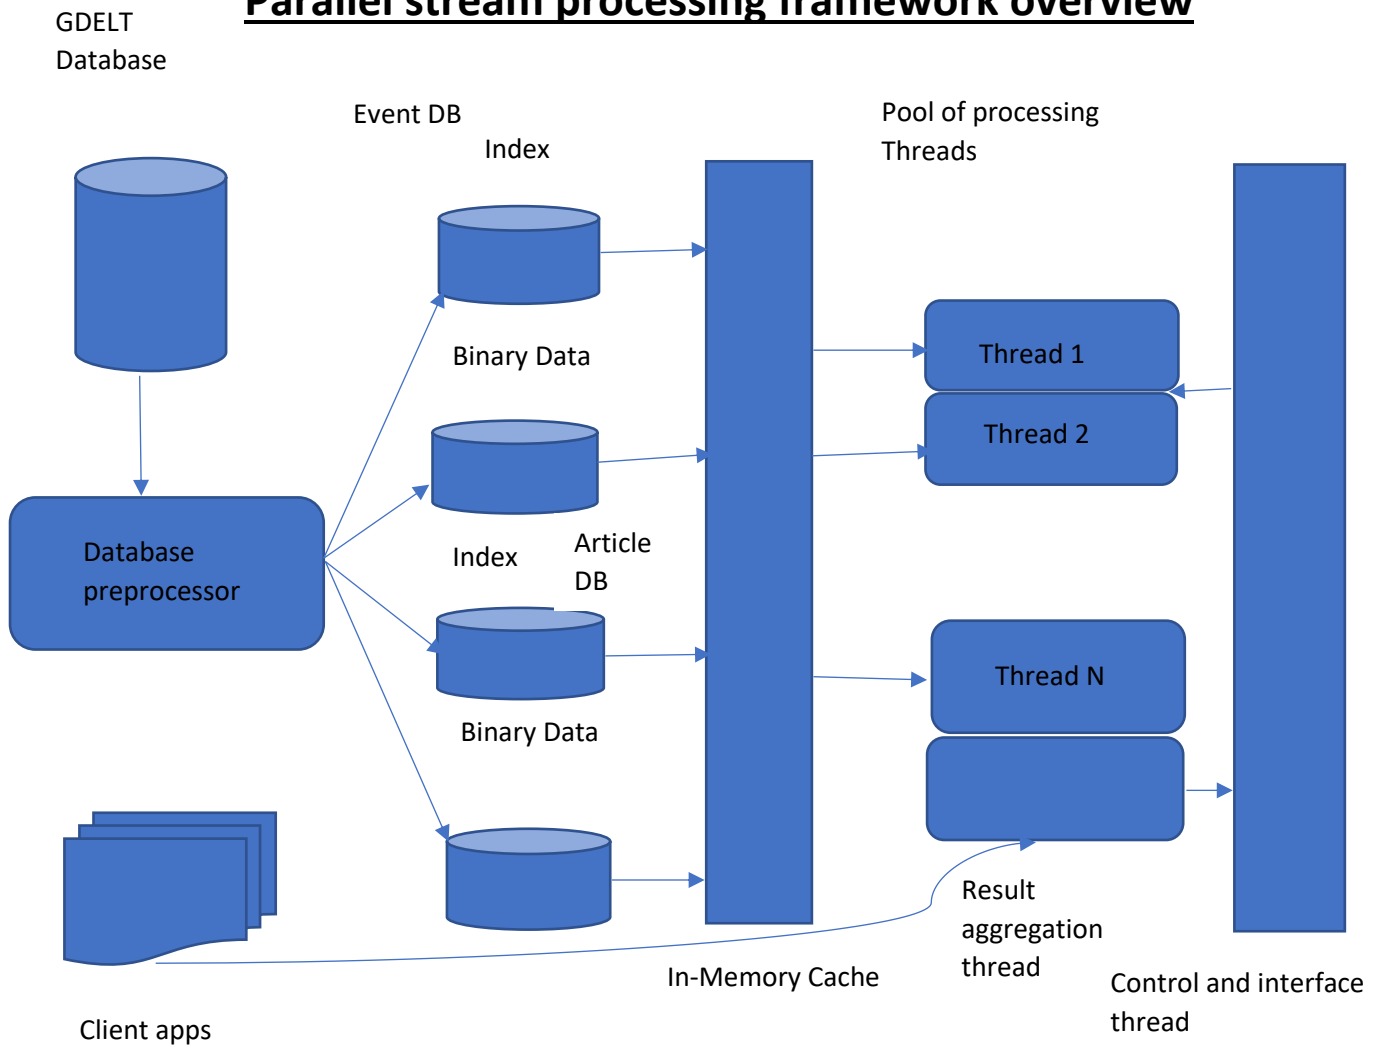 Parallel stream processing framework overview
GDELT
Database
Event DB
Index
Pool of processing
Threads
Binary Data
Thread 1
Thread 2
Database
preprocessor
Index
Article
DB
Thread N
Binary Data
Result
aggregation
thread
In-Memory Cache
Control and interface
thread
Client apps